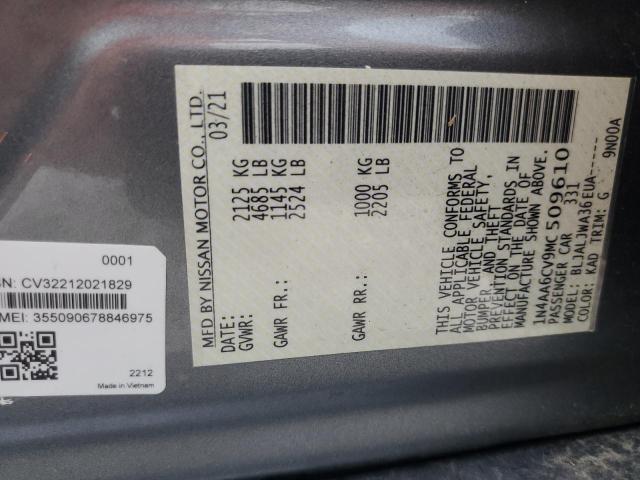 0001
SN: CV32212021829
MEI: 355090678846975
2212
Made in Vietnam
MFD BY NISSAN MOTOR CO., LTD.
DATE: 03/21
GVWR: 2125 KG
4685 LB
GAWR FR.: 1145 KG
2524 LB
GAWR RR.: 1000 KG
2205 LB
THIS VEHICLE CONFORMS TO
ALL APPLICABLE FEDERAL
MOTOR VEHICLE SAFETY,
BUMPER AND THEFT
PREVENTION STANDARDS IN
EFFECT ON THE DATE OF
MANUFACTURE SHOWN ABOVE.
1N4AA6CV9MC509610
PASSENGER CAR 331
MODEL: BLJALJWA36EUA-----
COLOR: KAD TRIM: G 9N00A